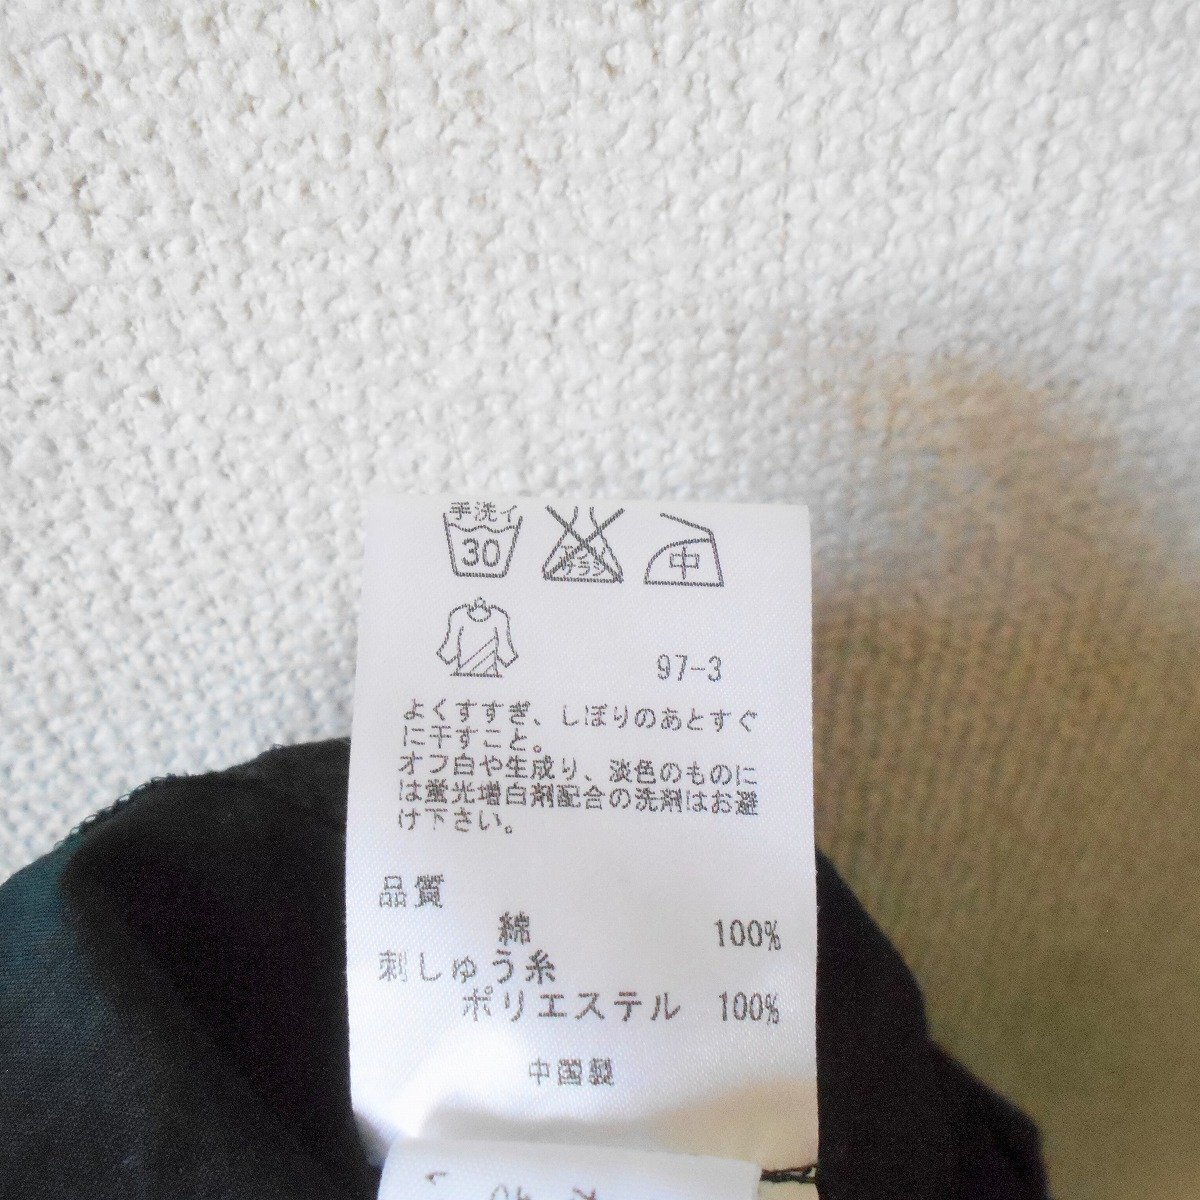 手洗イ
30
中
97-3
よくすすぎ、しぼりのあとすぐ
に干すこと。
オフ白や生成り、淡色のものに
は蛍光増白剤配合の洗剤はお避
け下さい。
品質
綿 100%
刺しゅう糸
ポリエステル 100%
中国製